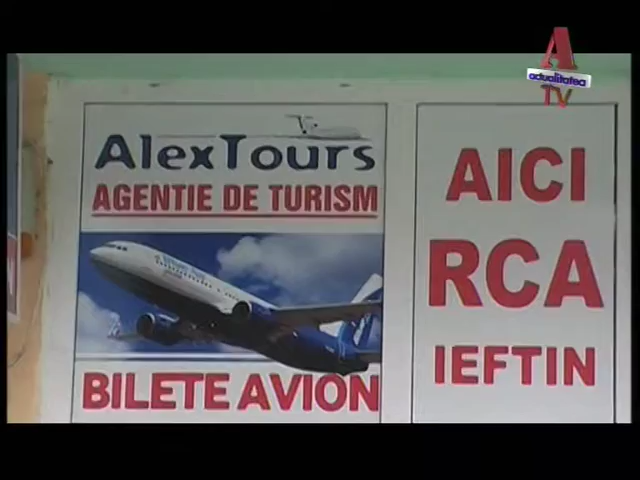 A
actualitatea
TV
AlexTours
AGENTIE DE TURISM
BILETE AVION
AICI
RCA
IEFTIN